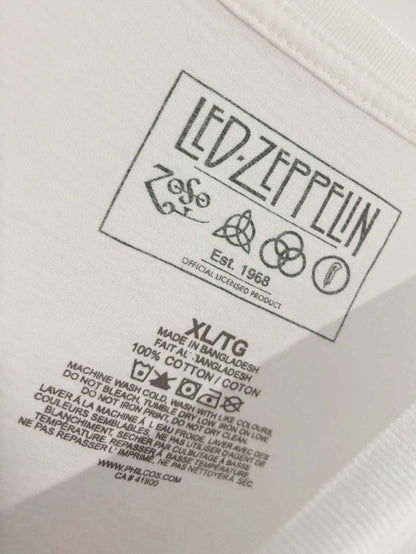 LED·ZEPPELIN
ZOSO
Est. 1968
OFFICIAL LICENSED PRODUCT
XL/TG
MADE IN BANGLADESH
FAIT AU BANGLADESH
100% COTTON / COTON
MACHINE WASH COLD, WASH WITH LIKE COLOURS,
DO NOT BLEACH, TUMBLE DRY LOW, IRON ON LOW,
DO NOT IRON PRINT, DO NOT DRY CLEAN.
LAVER À LA MACHINE À L'EAU FROIDE, LAVER AVEC DES
COULEURS SEMBLABLES, NE PAS UTILISER D'AGENT
BLANCHIMENT, SÉCHER PAR CULBUTAGE À BASSE
TEMPÉRATURE, REPASSER À BASSE TEMPÉRATURE,
NE PAS REPASSER L'IMPRIMÉ, NE PAS NETTOYER À SEC.
WWW.PHILCOS.COM
CA# 41900